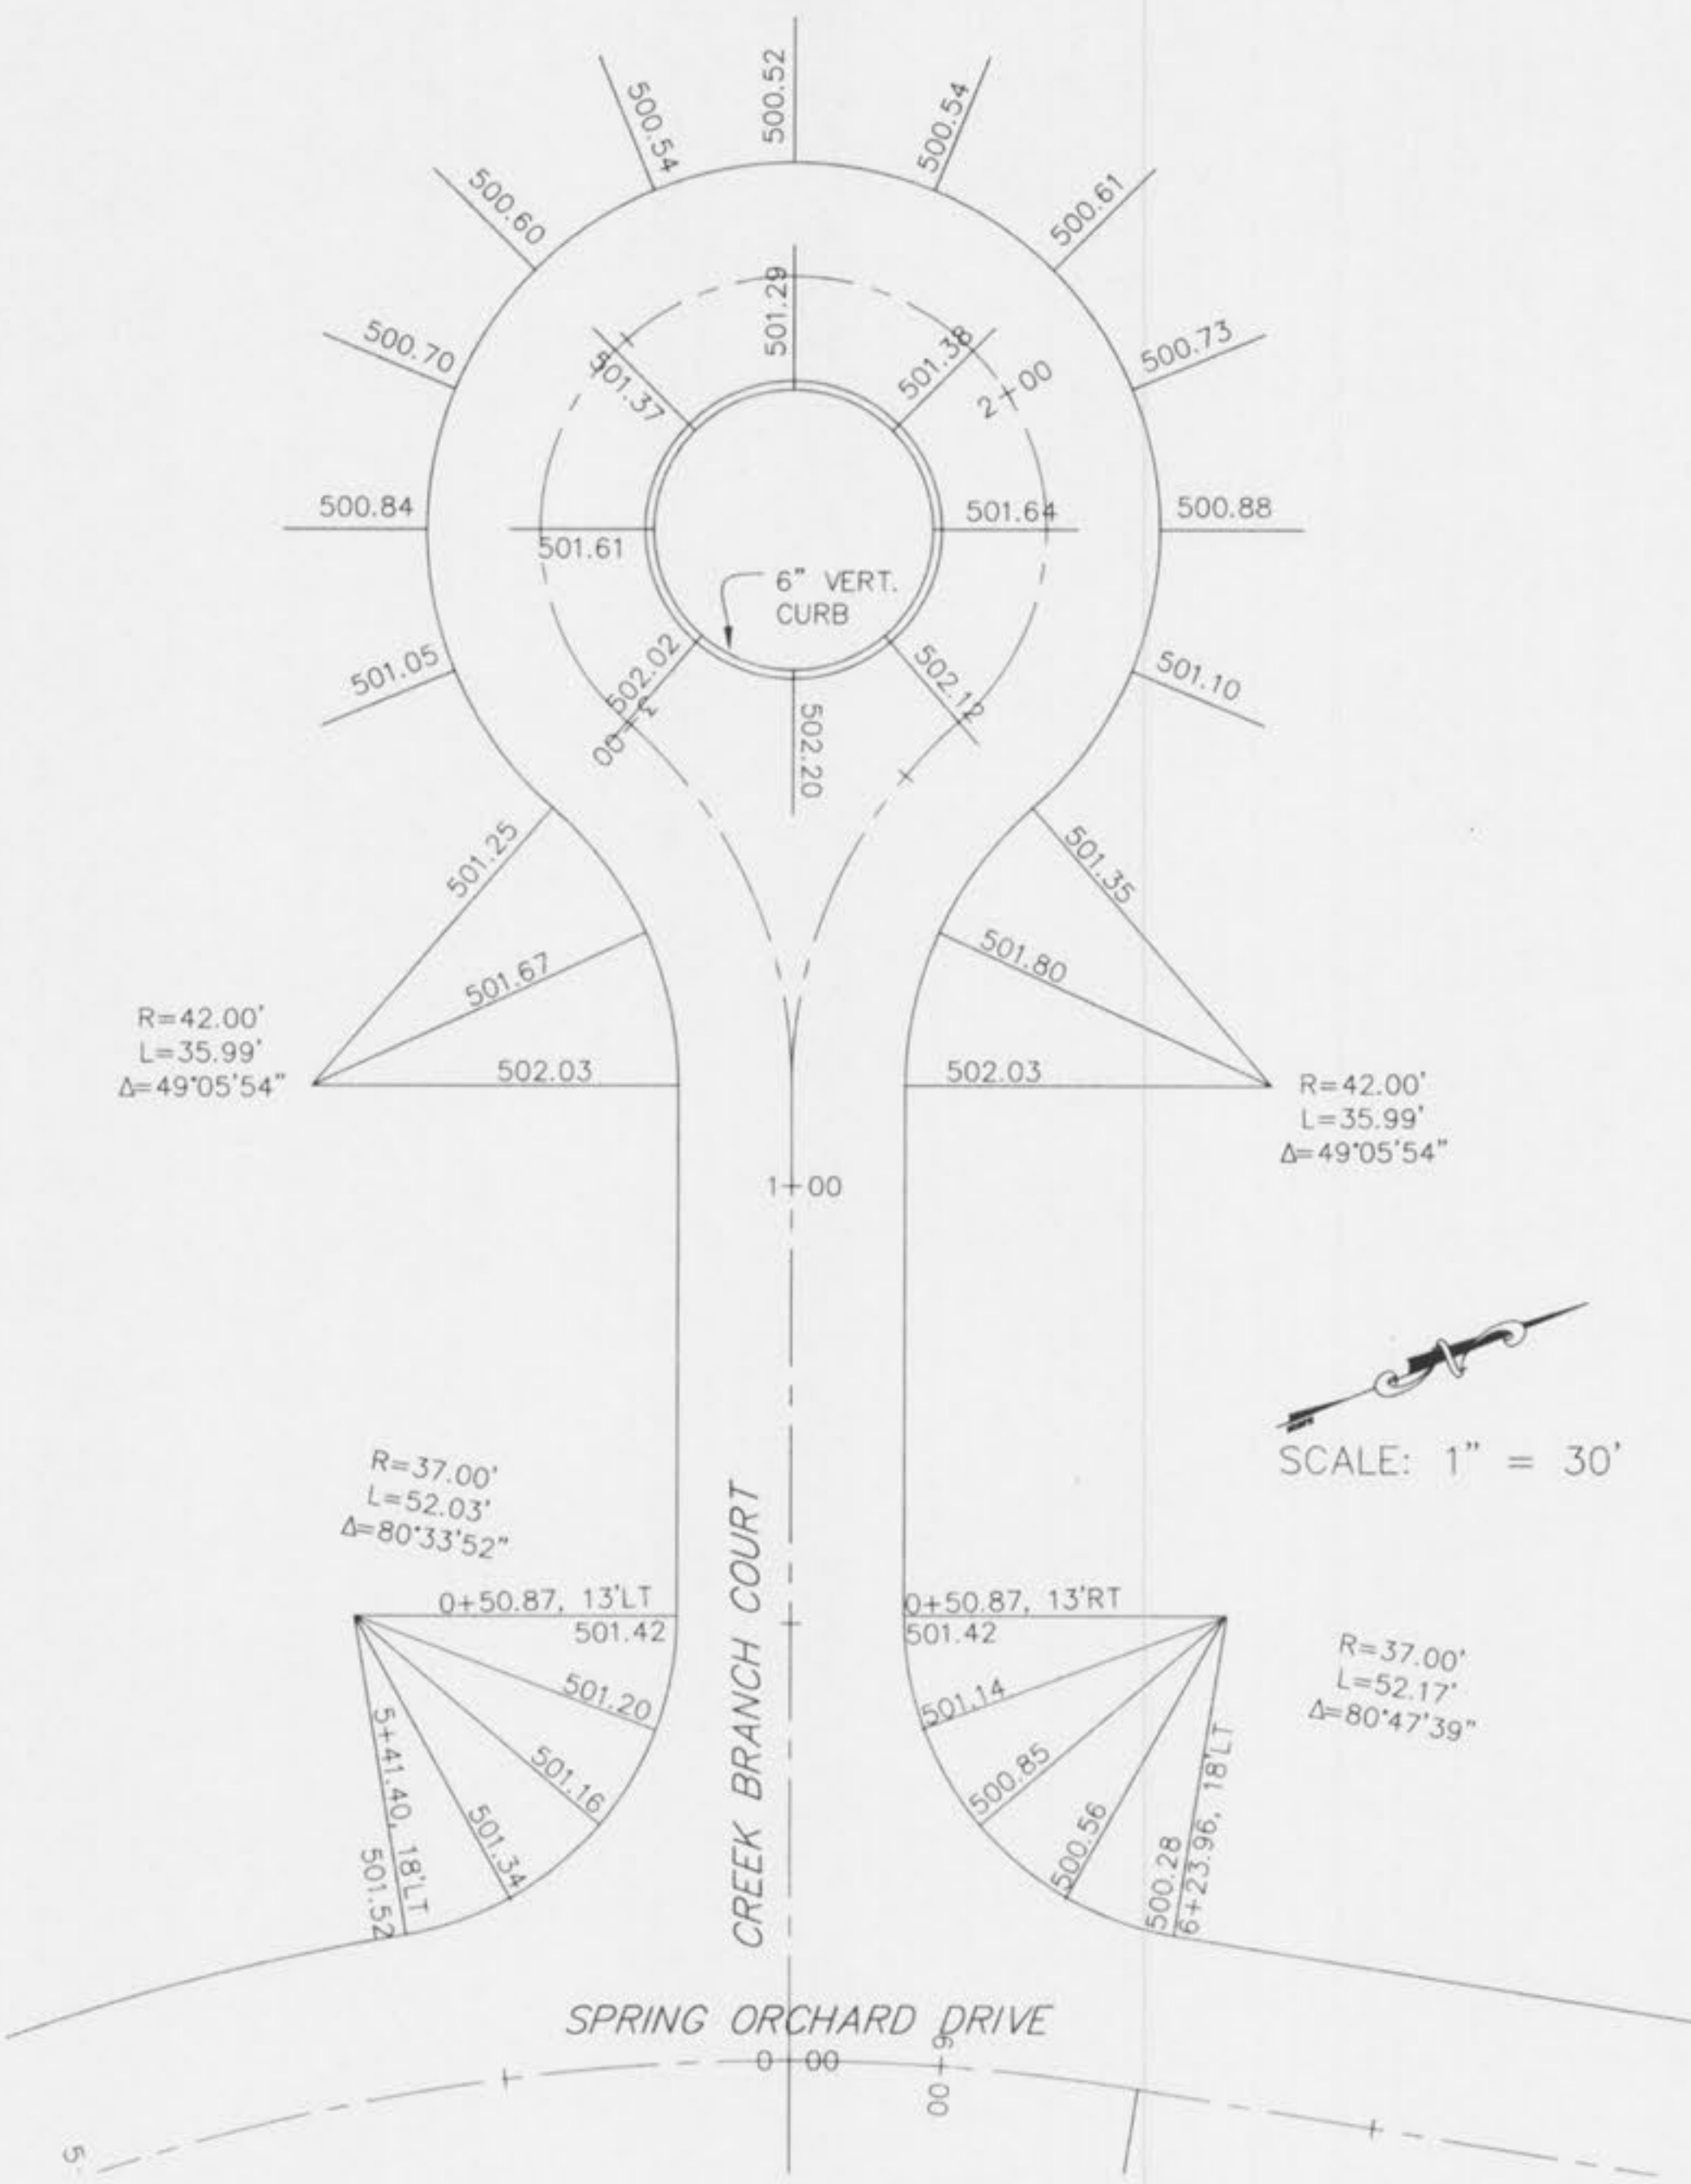 500.52
500.54
500.54
500.60
500.61
501.29
500.70
501.37
501.38
2+00
500.73
500.84
501.61
501.64
500.88
6" VERT.
CURB
501.05
502.02
3+00
502.20
502.12
501.10
501.25
501.35
501.67
501.80
R=42.00'
L=35.99'
Δ=49°05'54"
502.03
502.03
R=42.00'
L=35.99'
Δ=49°05'54"
1+00
N
SCALE: 1" = 30'
R=37.00'
L=52.03'
Δ=80°33'52"
CREEK BRANCH COURT
0+50.87, 13'LT
501.42
0+50.87, 13'RT
501.42
501.20
501.14
R=37.00'
L=52.17'
Δ=80°47'39"
501.16
500.85
5+41.40, 18'LT
501.52
501.34
500.56
500.28
6+23.96, 18'LT
SPRING ORCHARD DRIVE
0+00
6+00
5